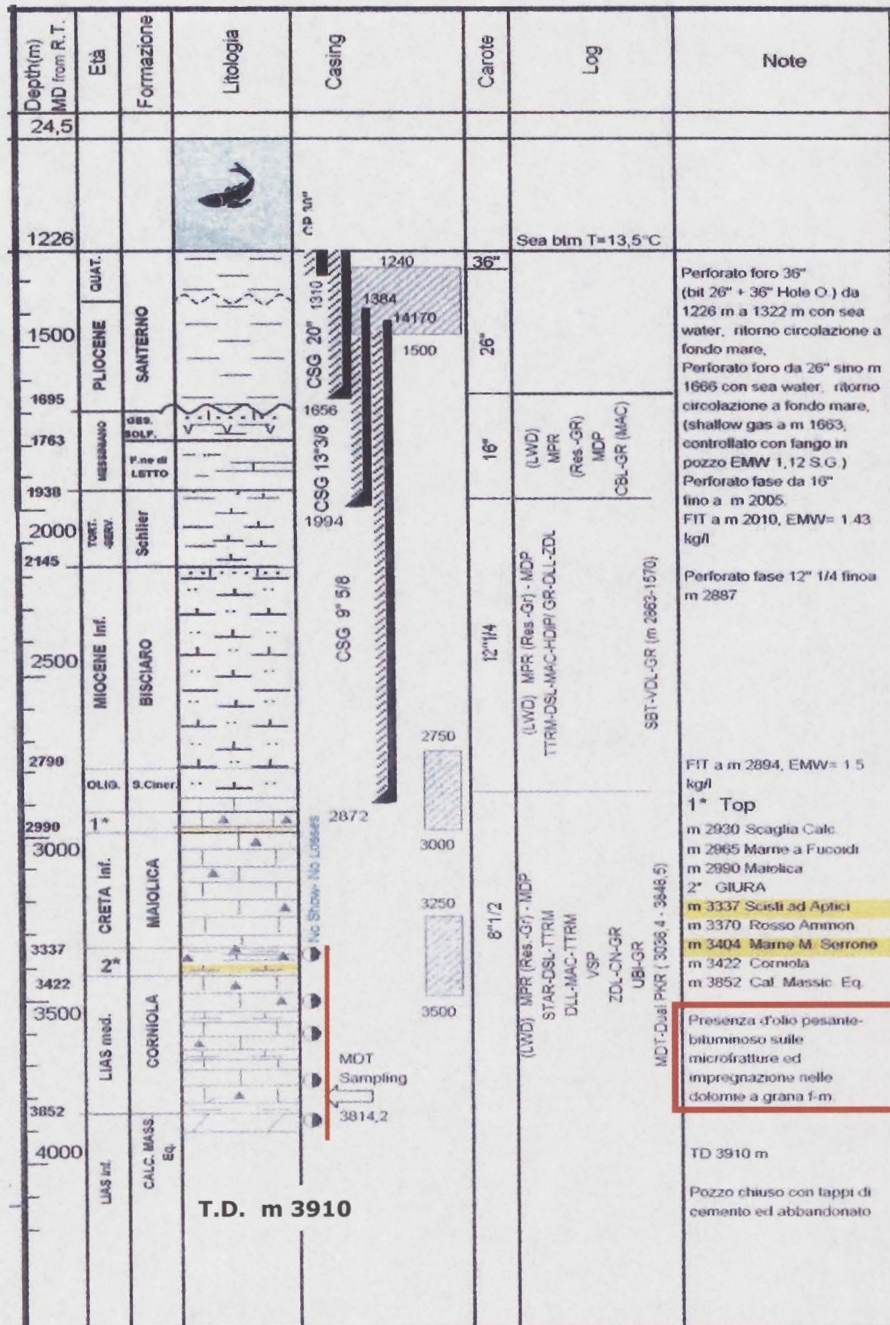 Depth(m)
MD from R.T.
Età
Formazione
Litologia
Casing
Carote
Log
Note
24,5
1226
Sea btm T=13,5°C
QUAT.
PLIOCENE
SANTERNO
1500
1695
1240
1310
1384
14170
1500
CSG 20"
1656
36"
26"
Perforato foro 36"
(bit 26" + 36" Hole O.) da
1226 m a 1322 m con sea
water, ritorno circolazione a
fondo mare,
Perforato foro da 26" sino m
1666 con sea water, ritorno
circolazione a fondo mare,
(shallow gas a m 1663,
controllato con fango in
pozzo EMW 1,12 S.G.)
Perforato fase da 16"
fino a m 2005.
FIT a m 2010, EMW= 1.43
kg/l
Perforato fase 12" 1/4 finoa
m 2887
MESSINIANO
GES.
SOLF.
1763
F.ne di
LETTO
1938
CSG 13"3/8
1994
16"
(LWD)
MPR
(Res.-GR)
MDP
CBL-GR (MAC)
TORT.
-SERV.
Schlier
2000
2145
MIOCENE Inf.
BISCIARO
2500
2790
CSG 9" 5/8
2750
12"1/4
(LWD) MPR (Res.-Gr) - MDP
TTRM-DSL-MAC-HDIP/ GR-DLL-ZDL
SBT-VDL-GR (m 2863-1570)
FIT a m 2894, EMW= 1.5
kg/l
OLIG.
S.Ciner.
2872
1*
2990
3000
3000
No Show- No Losses
1* Top
m 2930 Scaglia Calc.
m 2965 Marne a Fucoidi
m 2990 Maiolica
2* GIURA
m 3337 Scisti ad Aptici
m 3370 Rosso Ammon.
m 3404 Marne M. Serrone
m 3422 Corniola
m 3852 Cal. Massic. Eq.
CRETA Inf.
MAIOLICA
3250
3337
2*
3422
3500
3500
8"1/2
(LWD) MPR (Res.-Gr) - MDP
STAR-DSL-TTRM
DLL-MAC-TTRM
VSP
ZDL-CN-GR
UBI-GR
MDT-Dual PKR ( 3036,4 - 3848,5)
LIAS med.
CORNIOLA
MDT
Sampling
3814,2
3852
Presenza d'olio pesante-
bituminoso sulle
microfratture ed
impregnazione nelle
dolomie a grana f-m.
4000
LIAS inf.
CALC. MASS.
Eq.
T.D. m 3910
TD 3910 m
Pozzo chiuso con tappi di
cemento ed abbandonato